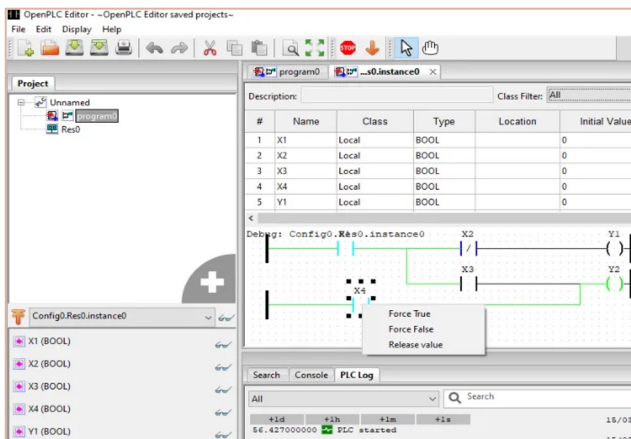 OpenPLC Editor - ~OpenPLC Editor saved projects~
File Edit Display Help
Project
Unnamed
program0
Res0
program0 ...s0.instance0
Description: Class Filter: All
# Name Class Type Location Initial Value
1 X1 Local BOOL 0
2 X2 Local BOOL 0
3 X3 Local BOOL 0
4 X4 Local BOOL 0
5 Y1 Local BOOL 0
Debug: Config0.Res0.instance0 X2 Y1
X3 Y2
X4
Force True
Force False
Release value
Config0.Res0.instance0
X1 (BOOL)
X2 (BOOL)
X3 (BOOL)
X4 (BOOL)
Y1 (BOOL)
Search Console PLC Log
All Search
+1d +1h +1m +1s
56.427000000 PLC started
STOP